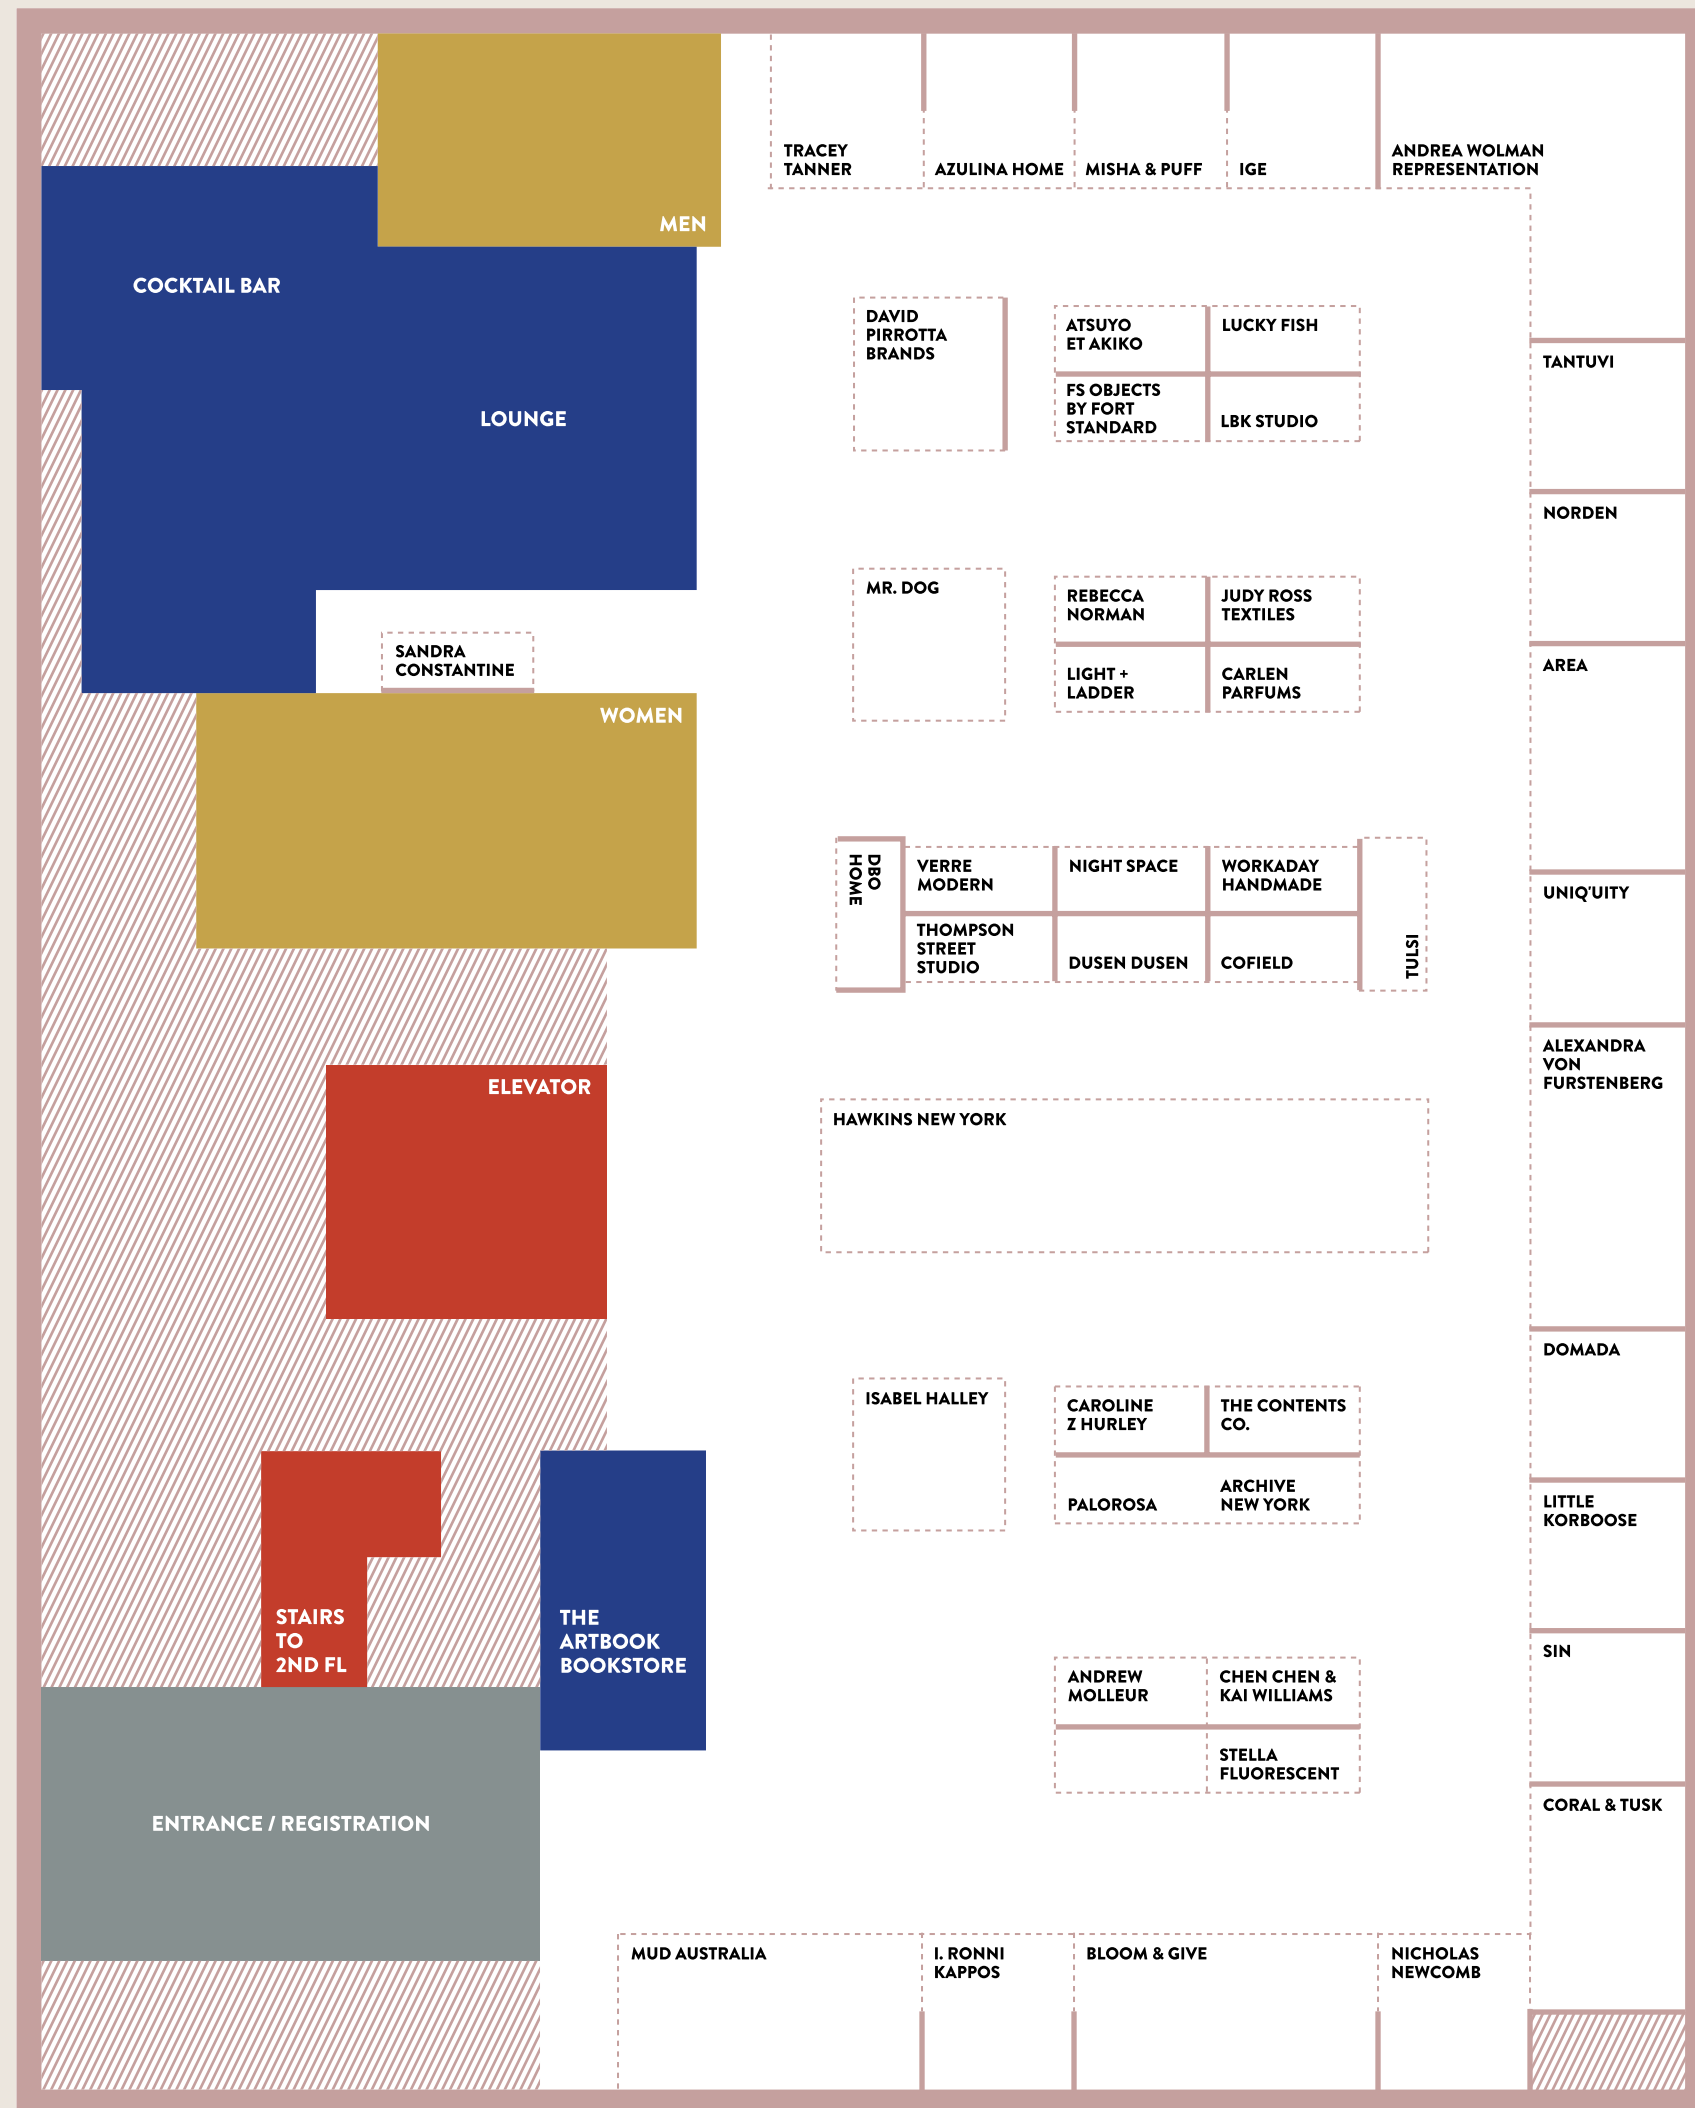 TRACEY
TANNER
AZULINA HOME
MISHA & PUFF
IGE
ANDREA WOLMAN
REPRESENTATION
MEN
COCKTAIL BAR
LOUNGE
DAVID
PIRROTTA
BRANDS
ATSUYO
ET AKIKO
LUCKY FISH
FS OBJECTS
BY FORT
STANDARD
LBK STUDIO
TANTUVI
NORDEN
MR. DOG
REBECCA
NORMAN
JUDY ROSS
TEXTILES
LIGHT +
LADDER
CARLEN
PARFUMS
SANDRA
CONSTANTINE
AREA
WOMEN
DBO
HOME
VERRE
MODERN
NIGHT SPACE
WORKADAY
HANDMADE
THOMPSON
STREET
STUDIO
DUSEN DUSEN
COFIELD
TULSI
UNIQ'UITY
ALEXANDRA
VON
FURSTENBERG
ELEVATOR
HAWKINS NEW YORK
DOMADA
ISABEL HALLEY
CAROLINE
Z HURLEY
THE CONTENTS
CO.
PALOROSA
ARCHIVE
NEW YORK
LITTLE
KORBOOSE
STAIRS
TO
2ND FL
THE
ARTBOOK
BOOKSTORE
ANDREW
MOLLEUR
CHEN CHEN &
KAI WILLIAMS
STELLA
FLUORESCENT
SIN
CORAL & TUSK
ENTRANCE / REGISTRATION
MUD AUSTRALIA
I. RONNI
KAPPOS
BLOOM & GIVE
NICHOLAS
NEWCOMB